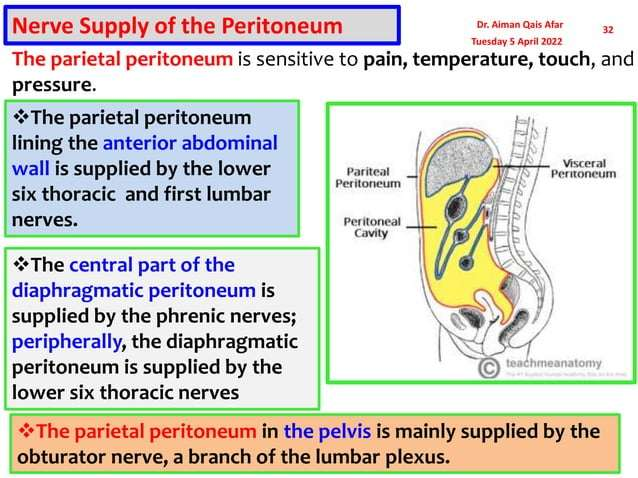 Nerve Supply of the Peritoneum
Dr. Aiman Qais Afar
Tuesday 5 April 2022
32
The parietal peritoneum is sensitive to pain, temperature, touch, and
pressure.
❖The parietal peritoneum
lining the anterior abdominal
wall is supplied by the lower
six thoracic and first lumbar
nerves.
❖The central part of the
diaphragmatic peritoneum is
supplied by the phrenic nerves;
peripherally, the diaphragmatic
peritoneum is supplied by the
lower six thoracic nerves
Pariteal
Peritoneum
Visceral
Peritoneum
Peritoneal
Cavity
© teachmeanatomy
❖The parietal peritoneum in the pelvis is mainly supplied by the
obturator nerve, a branch of the lumbar plexus.